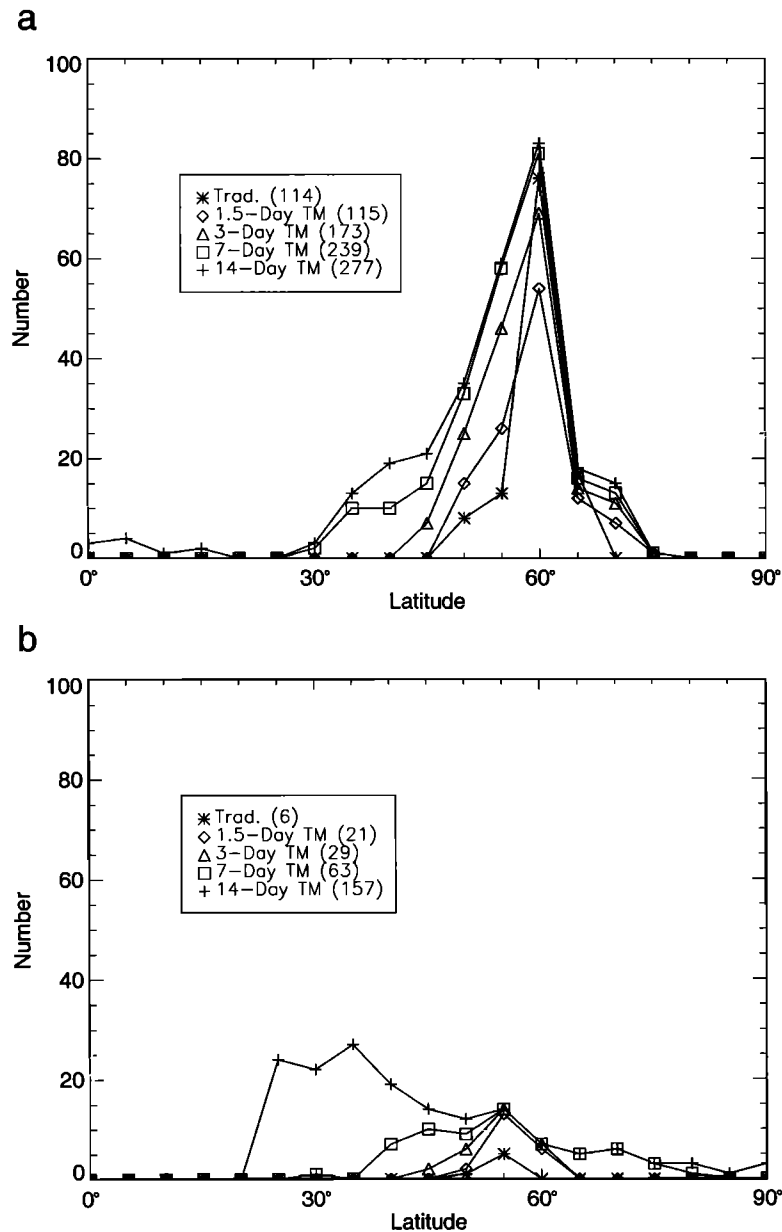 a
100
80
60
40
20
0
Number
Trad. (114)
1.5-Day TM (115)
3-Day TM (173)
7-Day TM (239)
14-Day TM (277)
0° 30° 60° 90°
Latitude
b
100
80
60
40
20
0
Number
Trad. (6)
1.5-Day TM (21)
3-Day TM (29)
7-Day TM (63)
14-Day TM (157)
0° 30° 60° 90°
Latitude